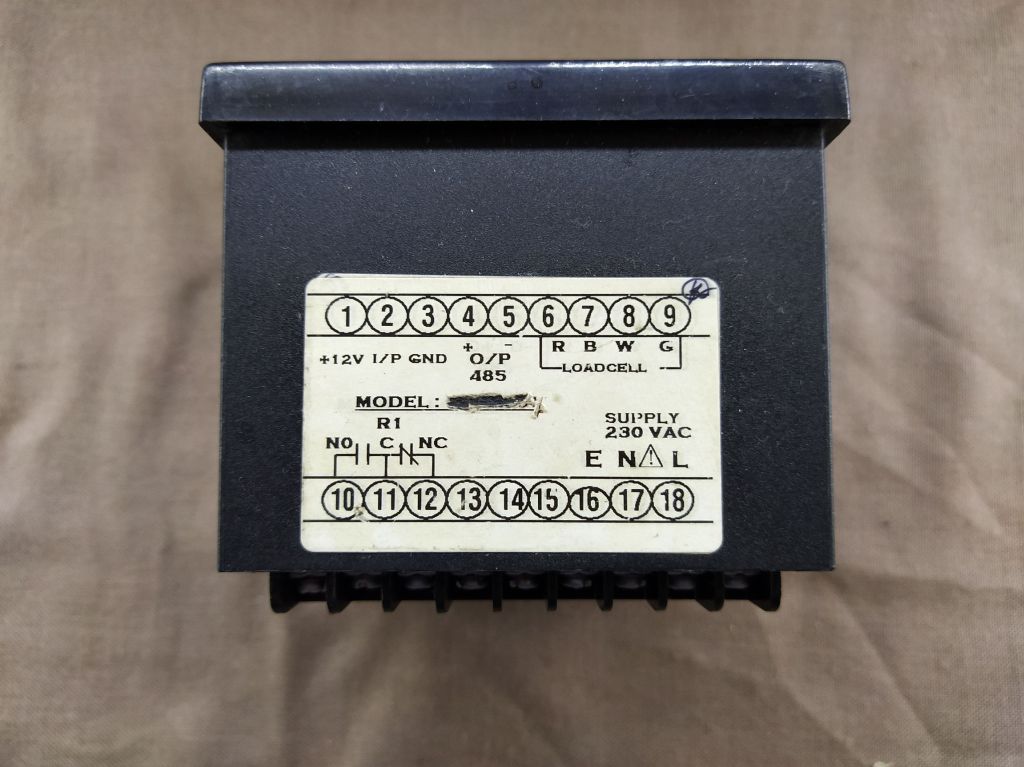 1 2 3 4 5 6 7 8 9
+ − R B W G
+12V I/P GND O/P LOADCELL
485
MODEL:
R1 SUPPLY
NO C NC 230 VAC
E N L
10 11 12 13 14 15 16 17 18